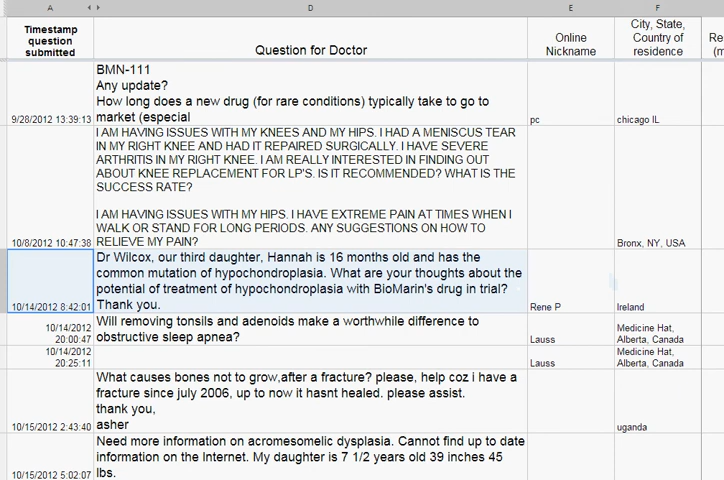 A
D
E
F
Timestamp
question
submitted
Question for Doctor
Online
Nickname
City, State,
Country of
residence
Re
(m
BMN-111
Any update?
How long does a new drug (for rare conditions) typically take to go to
market (especial
9/28/2012 13:39:13
pc
chicago IL
I AM HAVING ISSUES WITH MY KNEES AND MY HIPS. I HAD A MENISCUS TEAR
IN MY RIGHT KNEE AND HAD IT REPAIRED SURGICALLY. I HAVE SEVERE
ARTHRITIS IN MY RIGHT KNEE. I AM REALLY INTERESTED IN FINDING OUT
ABOUT KNEE REPLACEMENT FOR LP'S. IS IT RECOMMENDED? WHAT IS THE
SUCCESS RATE?
I AM HAVING ISSUES WITH MY HIPS. I HAVE EXTREME PAIN AT TIMES WHEN I
WALK OR STAND FOR LONG PERIODS. ANY SUGGESTIONS ON HOW TO
RELIEVE MY PAIN?
10/8/2012 10:47:38
Bronx, NY, USA
Dr Wilcox, our third daughter, Hannah is 16 months old and has the
common mutation of hypochondroplasia. What are your thoughts about the
potential of treatment of hypochondroplasia with BioMarin's drug in trial?
Thank you.
10/14/2012 8:42:01
Rene P
Ireland
10/14/2012
20:00:47
Will removing tonsils and adenoids make a worthwhile difference to
obstructive sleep apnea?
Lauss
Medicine Hat,
Alberta, Canada
10/14/2012
20:25:11
Lauss
Medicine Hat,
Alberta, Canada
What causes bones not to grow,after a fracture? please, help coz i have a
fracture since july 2006, up to now it hasnt healed. please assist.
thank you,
asher
10/15/2012 2:43:40
uganda
Need more information on acromesomelic dysplasia. Cannot find up to date
information on the Internet. My daughter is 7 1/2 years old 39 inches 45
lbs.
10/15/2012 5:02:07